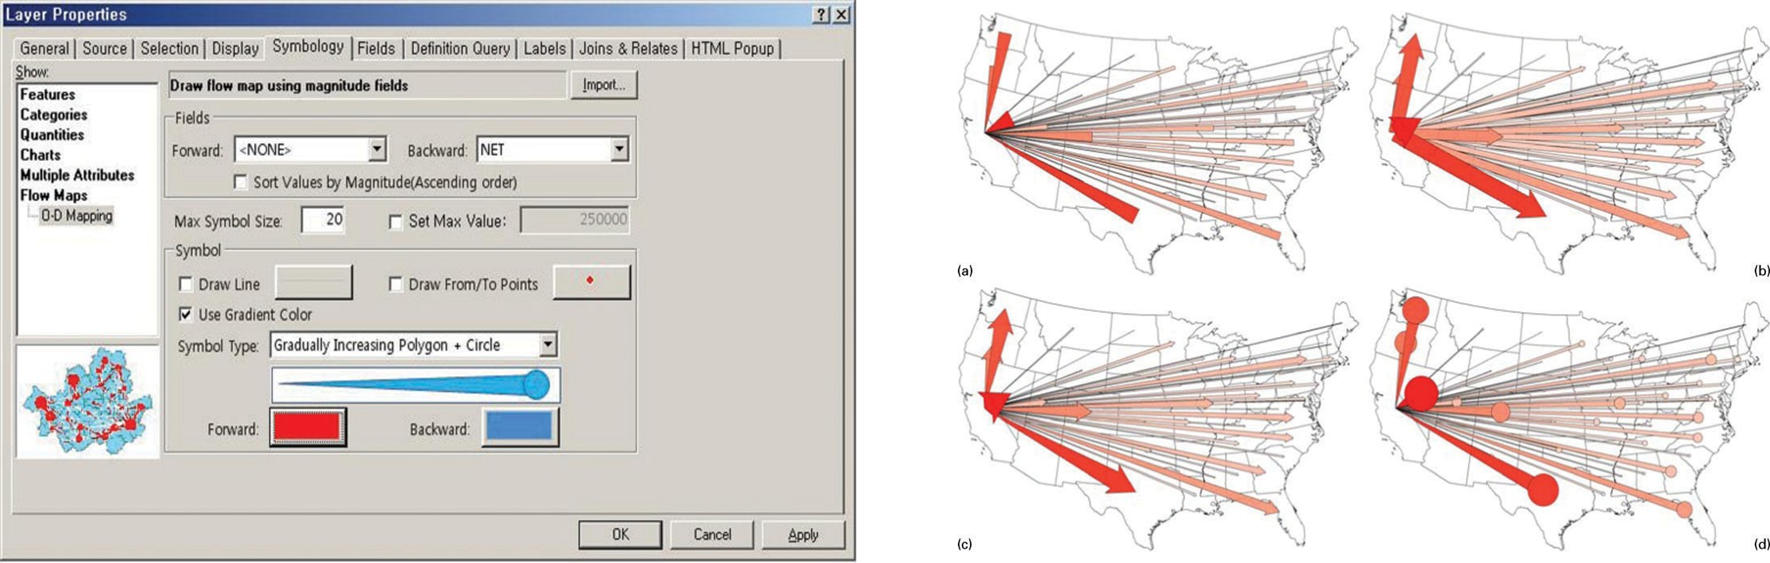 Layer Properties
General Source Selection Display Symbology Fields Definition Query Labels Joins & Relates HTML Popup
Show:
Features
Categories
Quantities
Charts
Multiple Attributes
Flow Maps
O-D Mapping
Draw flow map using magnitude fields
Import...
Fields
Forward: <NONE> Backward: NET
Sort Values by Magnitude(Ascending order)
Max Symbol Size: 20 Set Max Value: 250000
Symbol
Draw Line Draw From/To Points
Use Gradient Color
Symbol Type: Gradually Increasing Polygon + Circle
Forward: Backward:
OK Cancel Apply
(a)
(b)
(c)
(d)